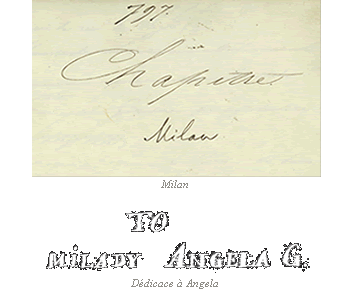 797.
Chapitre
Milan
Milan
TO
MILADY ANGELA G.
Dédicace à Angela